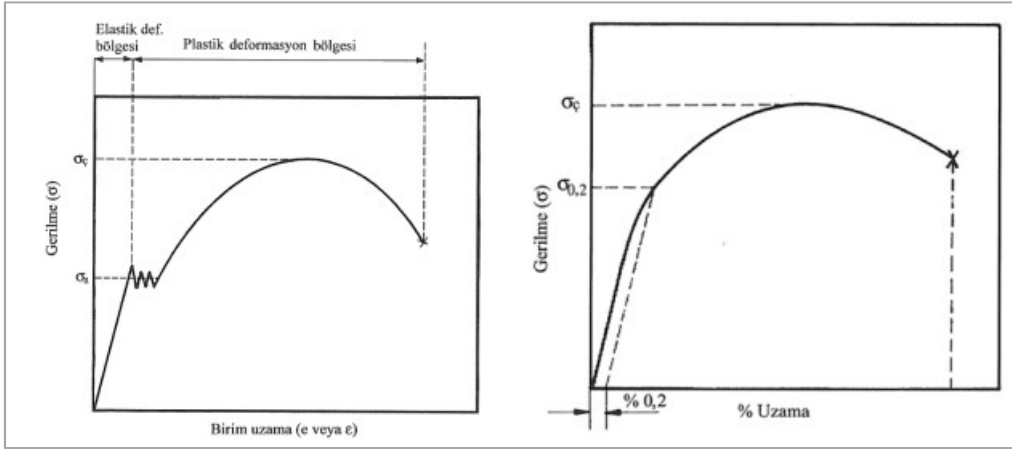 Elastik def.
bölgesi
Plastik deformasyon bölgesi
Gerilme (σ)
σç
σa
Birim uzama (e veya ε)
Gerilme (σ)
σç
σ0,2
% 0,2
% Uzama